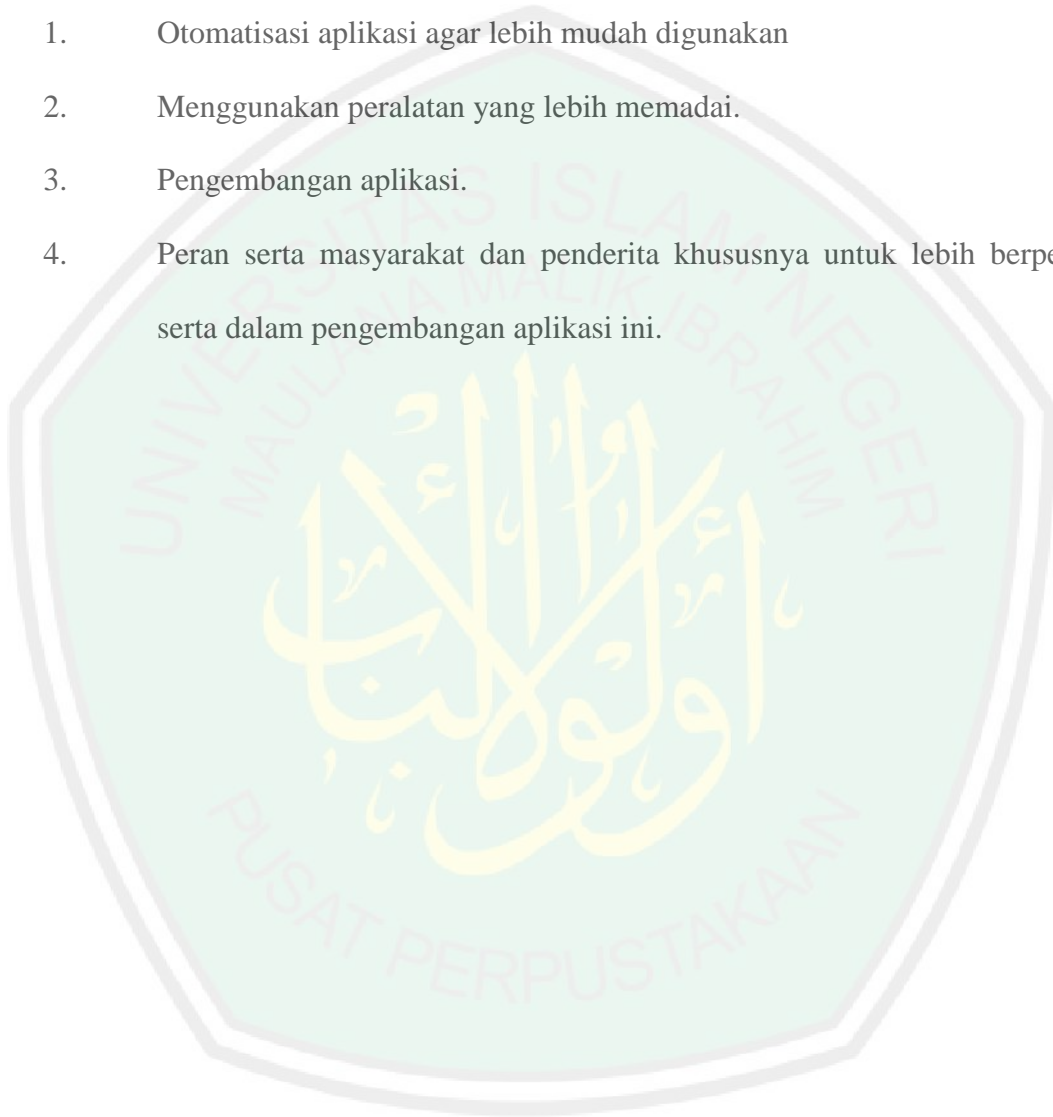 1. Otomatisasi aplikasi agar lebih mudah digunakan
2. Menggunakan peralatan yang lebih memadai.
3. Pengembangan aplikasi.
4. Peran serta masyarakat dan penderita khususnya untuk lebih berpe
serta dalam pengembangan aplikasi ini.
UNIVERSITAS ISLAM NEGERI
MAULANA MALIK IBRAHIM
أولوا الألباب
PUSAT PERPUSTAKAAN